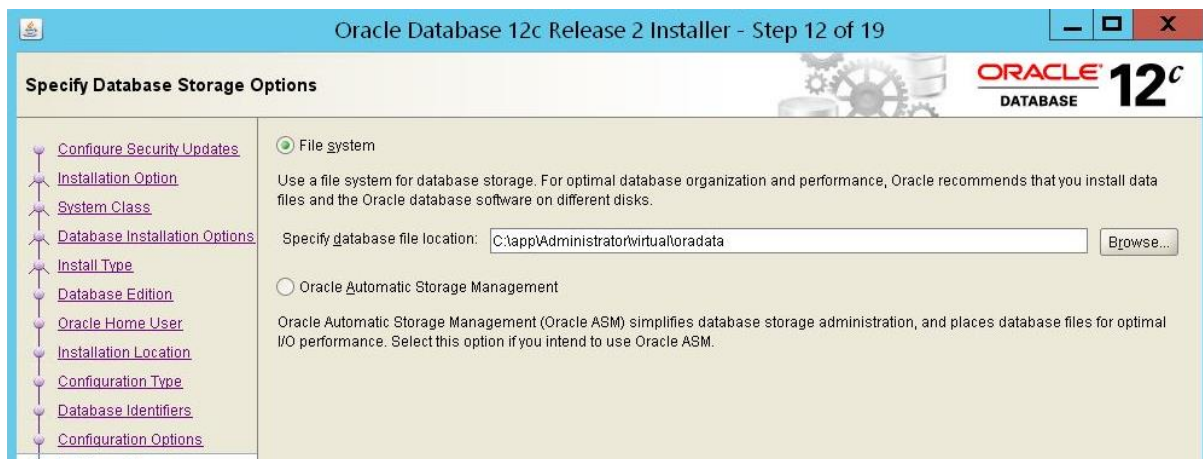 Oracle Database 12c Release 2 Installer - Step 12 of 19
Specify Database Storage Options
ORACLE
DATABASE
12c
Configure Security Updates
Installation Option
System Class
Database Installation Options
Install Type
Database Edition
Oracle Home User
Installation Location
Configuration Type
Database Identifiers
Configuration Options
File system
Use a file system for database storage. For optimal database organization and performance, Oracle recommends that you install data
files and the Oracle database software on different disks.
Specify database file location: C:\app\Administrator\virtual\oradata Browse...
Oracle Automatic Storage Management
Oracle Automatic Storage Management (Oracle ASM) simplifies database storage administration, and places database files for optimal
I/O performance. Select this option if you intend to use Oracle ASM.